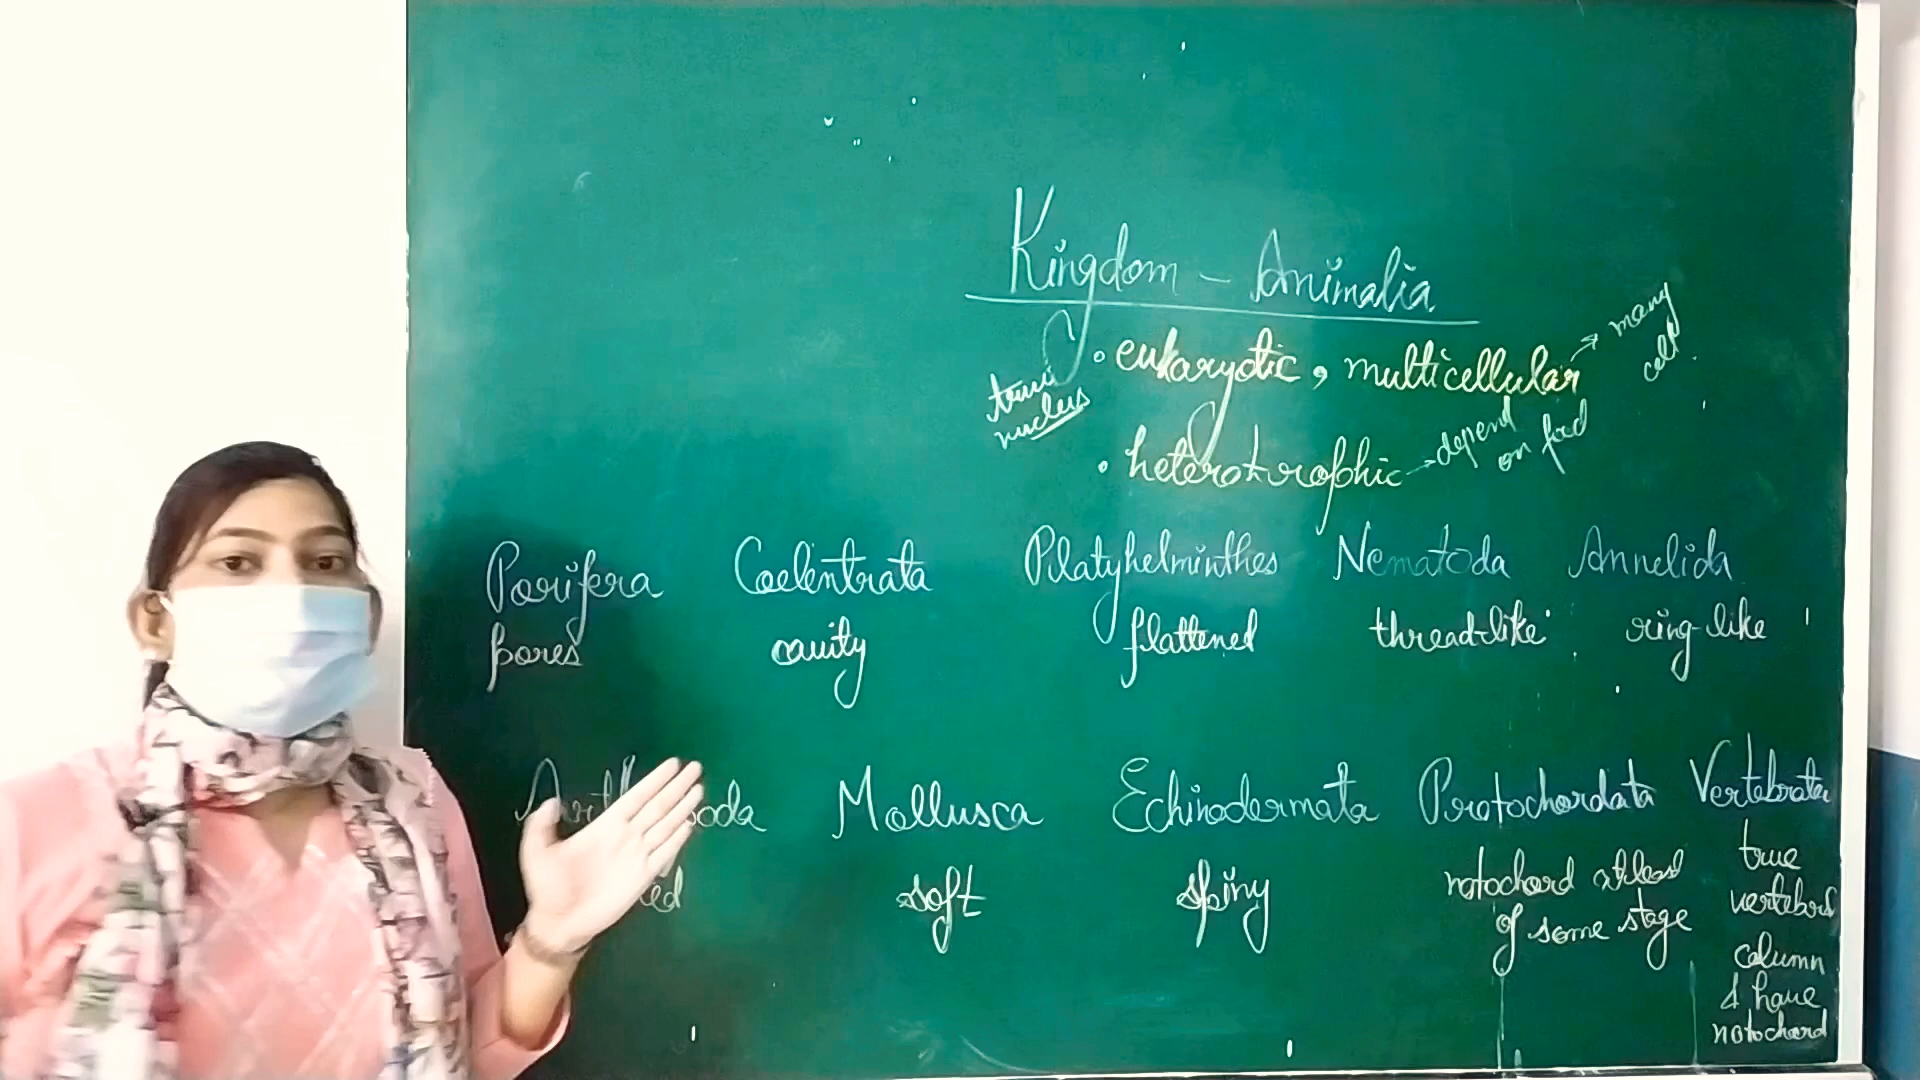 Kingdom - Animalia
• eukaryotic, multicellular → many cell
true nucleus
• heterotrophic → depend on food
Porifera Coelentrata Platyhelminthes Nematoda Annelida
pores cavity flattened thread-like ring-like
Mollusca Echinodermata Protochordata Vertebrata
soft spiny notochord atleast of some stage
true
column
& have
notochord